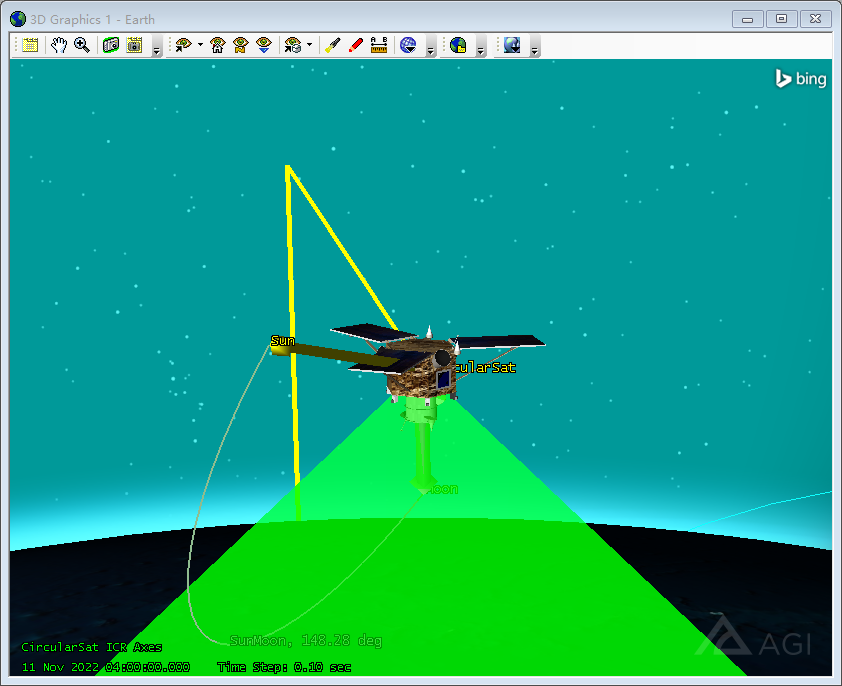 3D Graphics 1 - Earth
A B
bing
Sun
cularSat
Moon
SunMoon, 148.28 deg
CircularSat ICR Axes
AGI
11 Nov 2022 04:00:00.000 Time Step: 0.10 sec